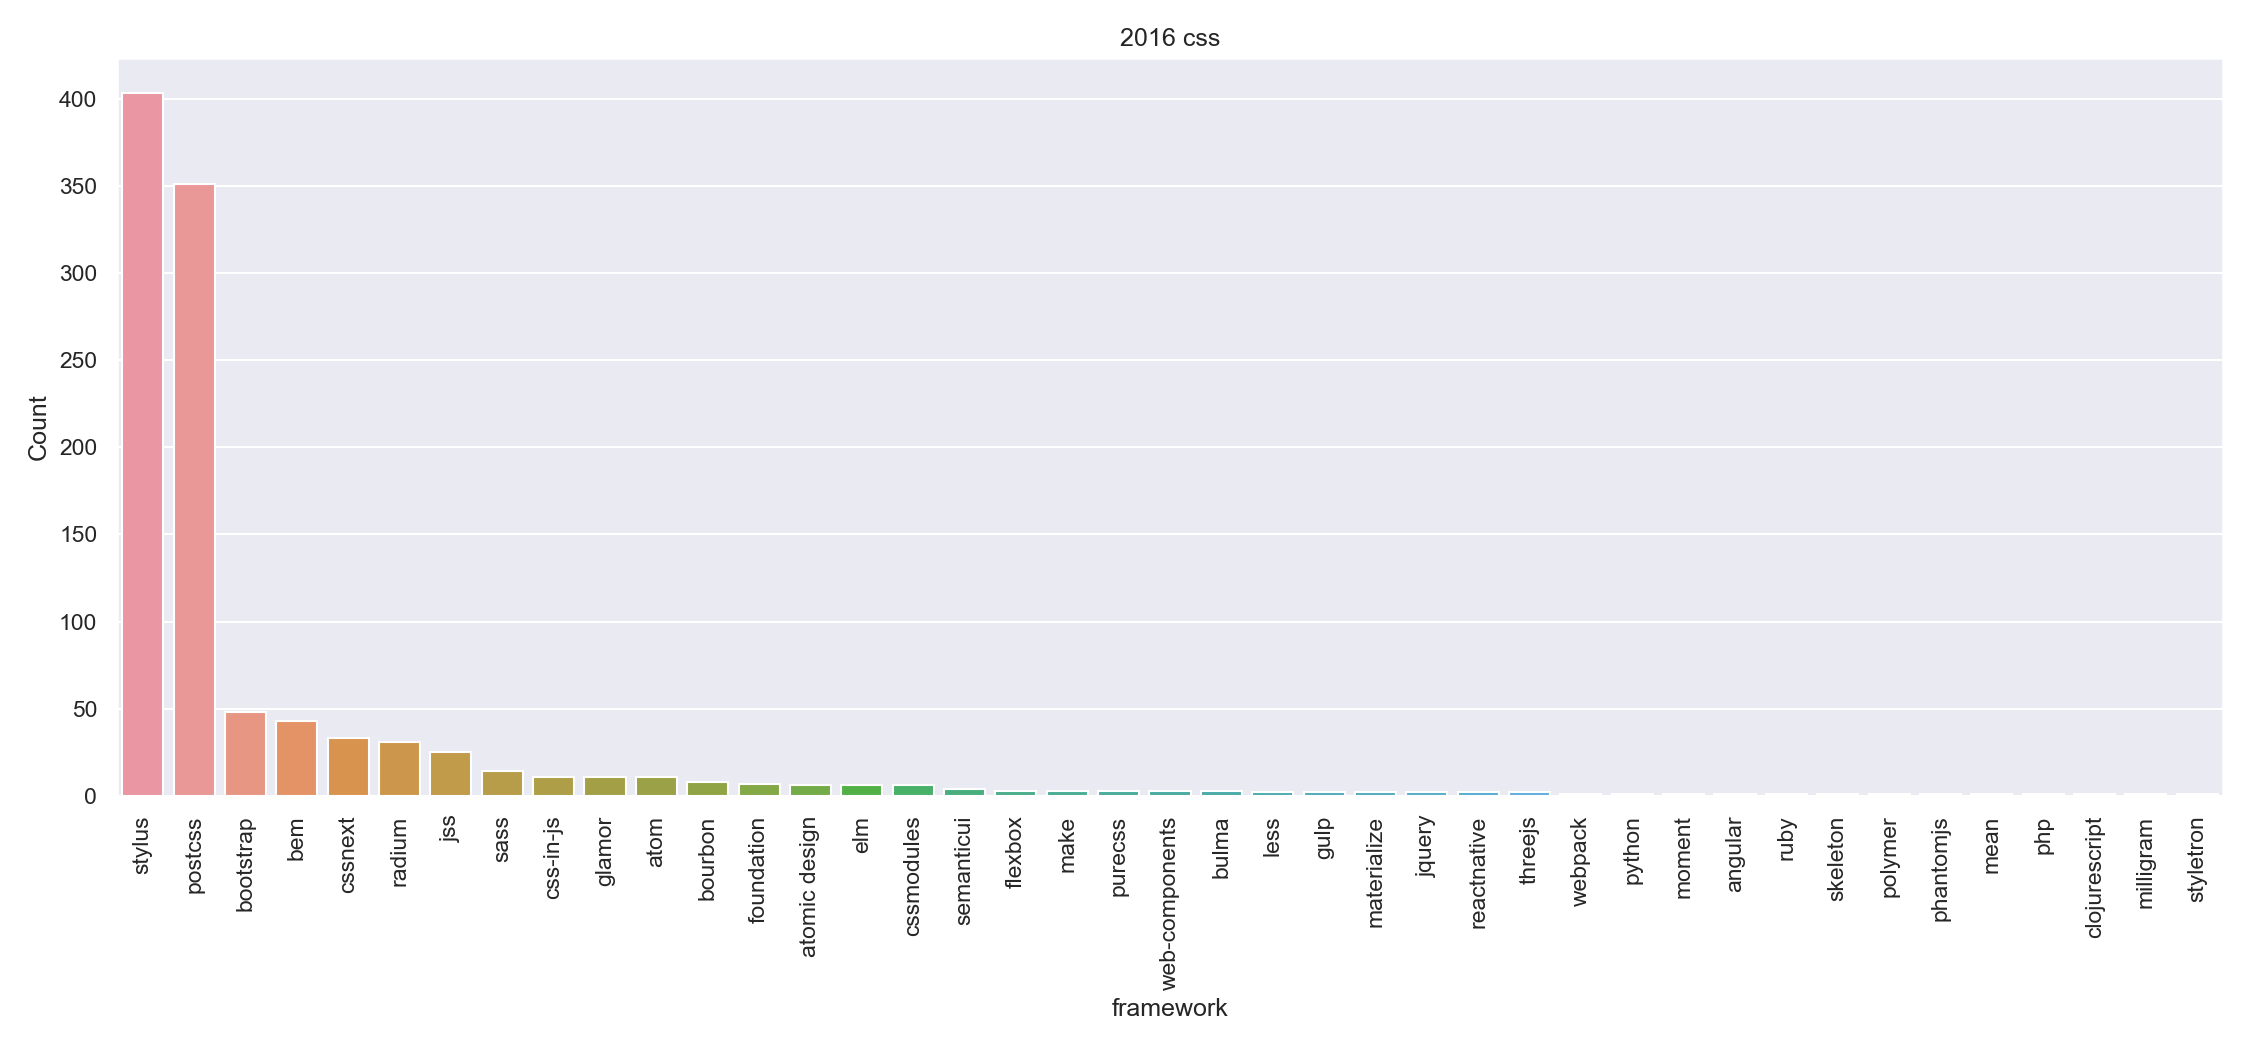 2016 css
400
350
300
250
200
150
100
50
0
Count
stylus
postcss
bootstrap
bem
cssnext
radium
jss
sass
css-in-js
glamor
atom
bourbon
foundation
atomic design
elm
cssmodules
semanticui
flexbox
make
purecss
web-components
bulma
less
gulp
materialize
jquery
reactnative
threejs
webpack
python
moment
angular
ruby
skeleton
polymer
phantomjs
mean
php
clojurescript
milligram
styletron
framework